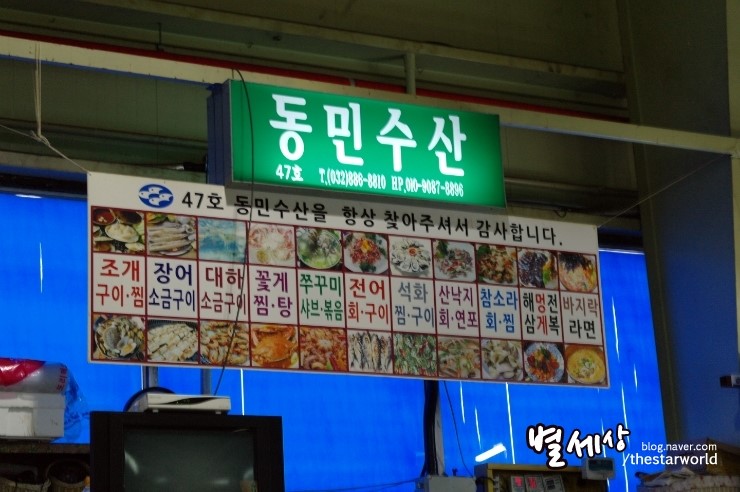 동민수산
47호 T.(032)886-8810 HP.010-9087-8896
47호 동민수산을 항상 찾아주셔서 감사합니다.
조개 장어 대하 꽃게 쭈꾸미 전어 석화 산낙지 참소라 해멍전 바지락
구이·찜 소금구이 소금구이 찜·탕 샤브·볶음 회·구이 찜·구이 회·연포 회·찜 삼게복 라면
별세상
blog.naver.com
/thestarworld